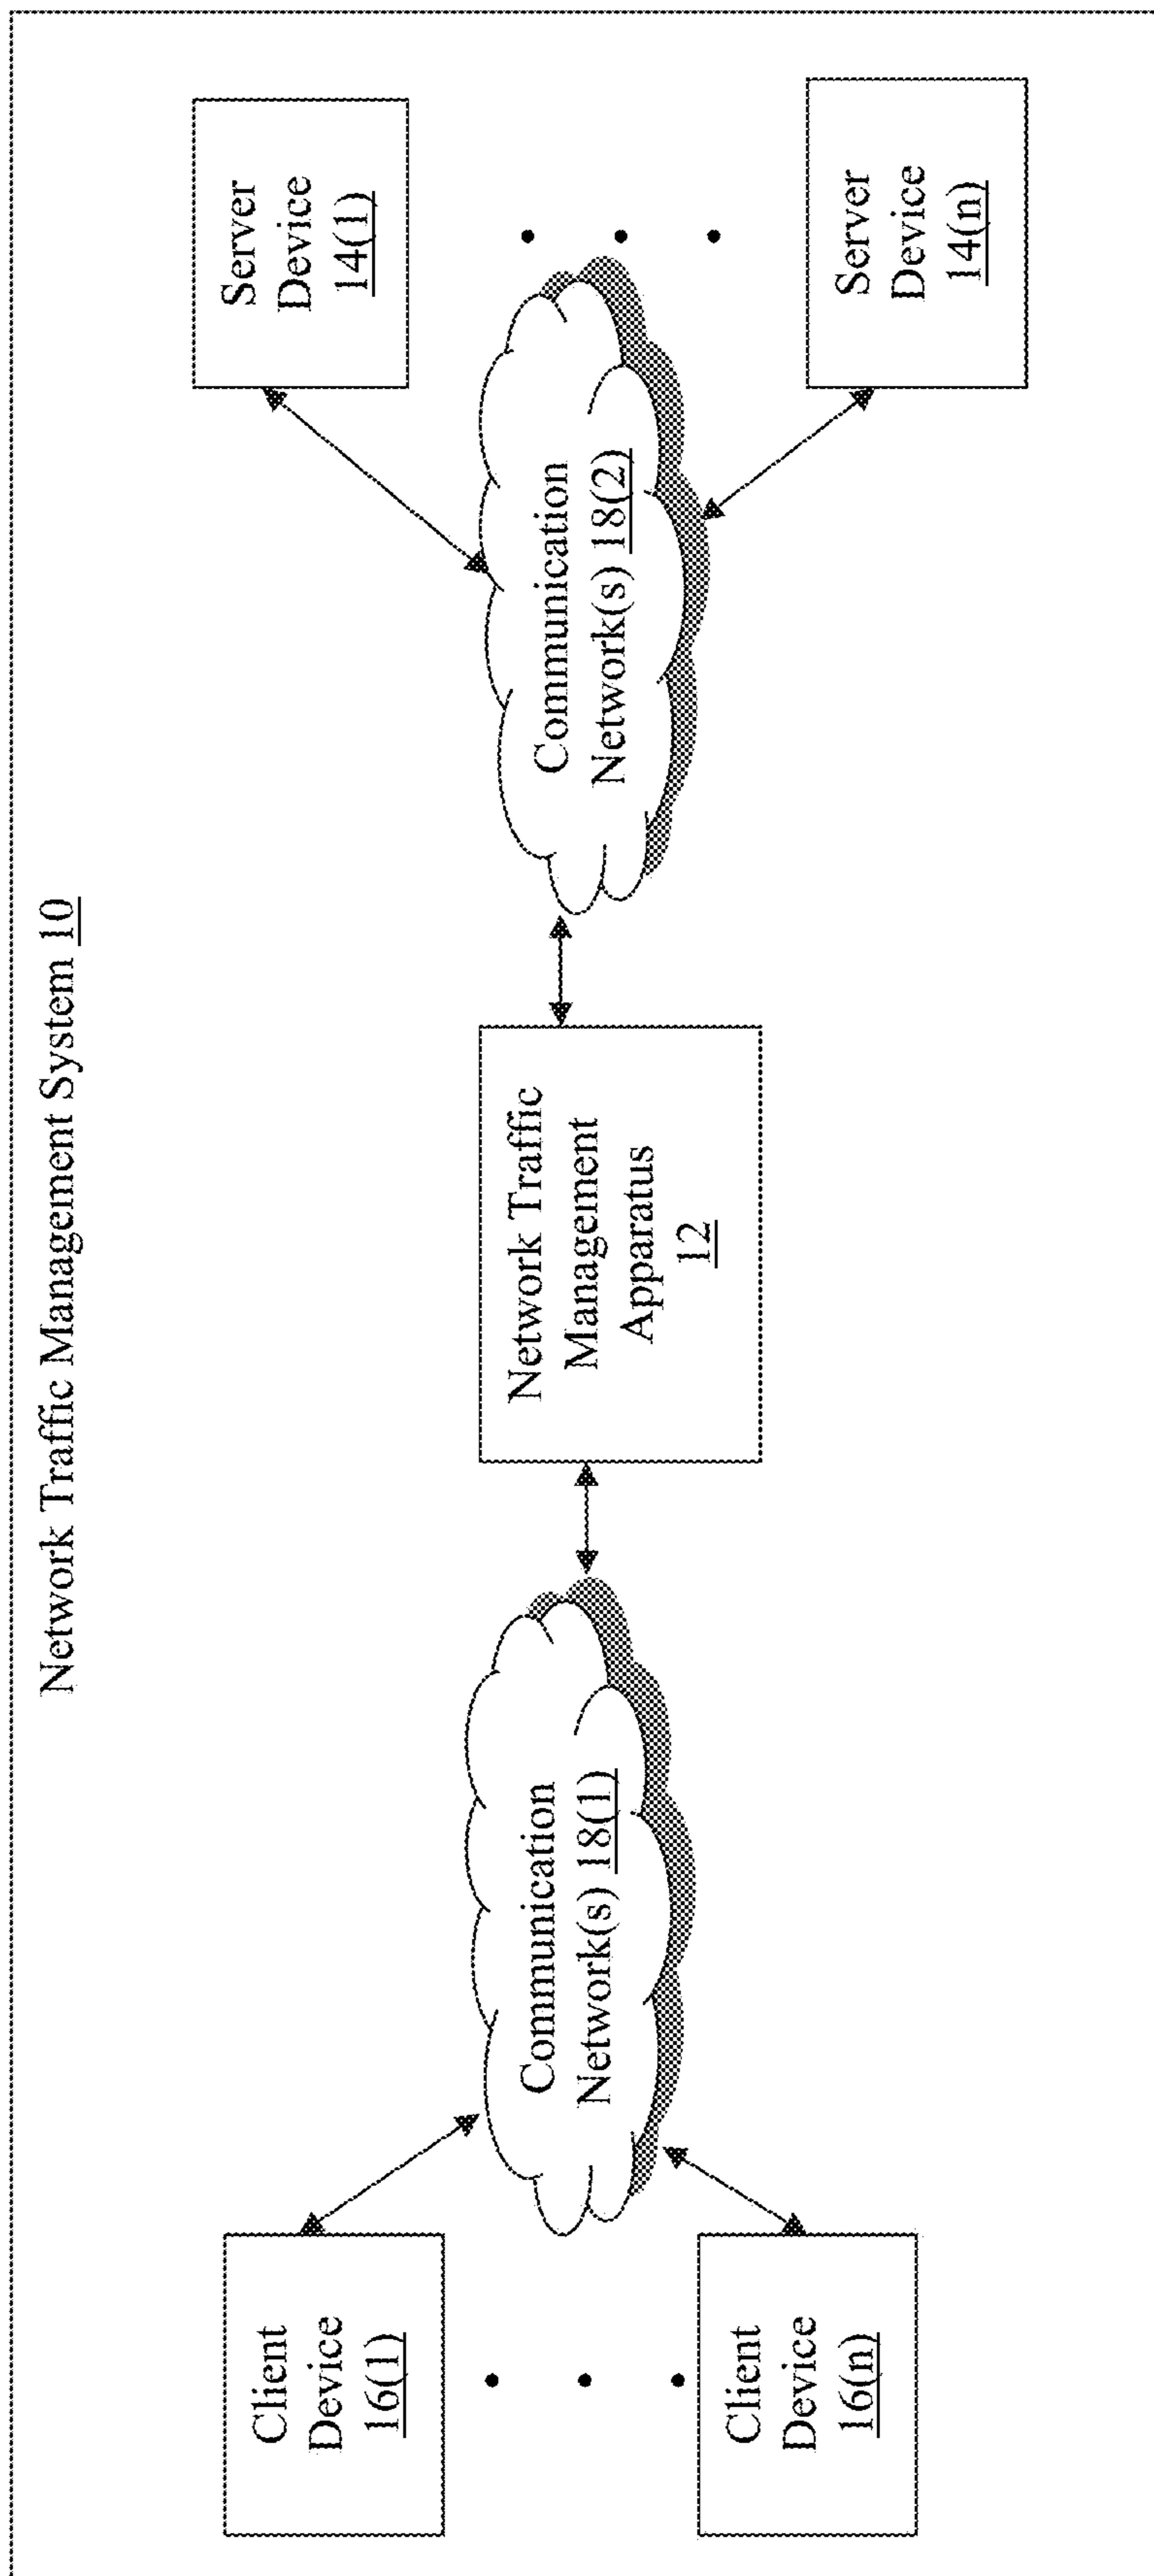 Network Traffic Management System 10
Client
Device
16(1)
Client
Device
16(n)
Communication
Network(s) 18(1)
Network Traffic
Management
Apparatus
12
Communication
Network(s) 18(2)
Server
Device
14(1)
Server
Device
14(n)